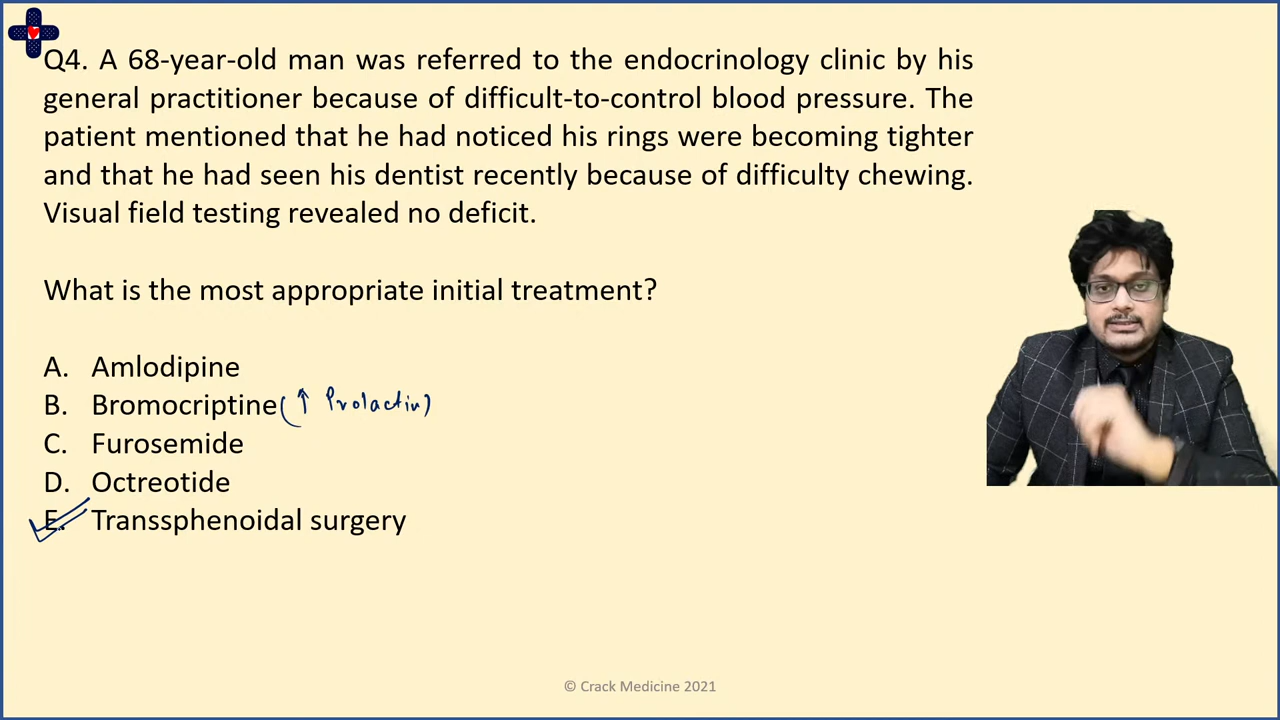 Q4. A 68-year-old man was referred to the endocrinology clinic by his
general practitioner because of difficult-to-control blood pressure. The
patient mentioned that he had noticed his rings were becoming tighter
and that he had seen his dentist recently because of difficulty chewing.
Visual field testing revealed no deficit.
What is the most appropriate initial treatment?
A. Amlodipine
B. Bromocriptine (↑ Prolactin)
C. Furosemide
D. Octreotide
E. Transsphenoidal surgery
© Crack Medicine 2021